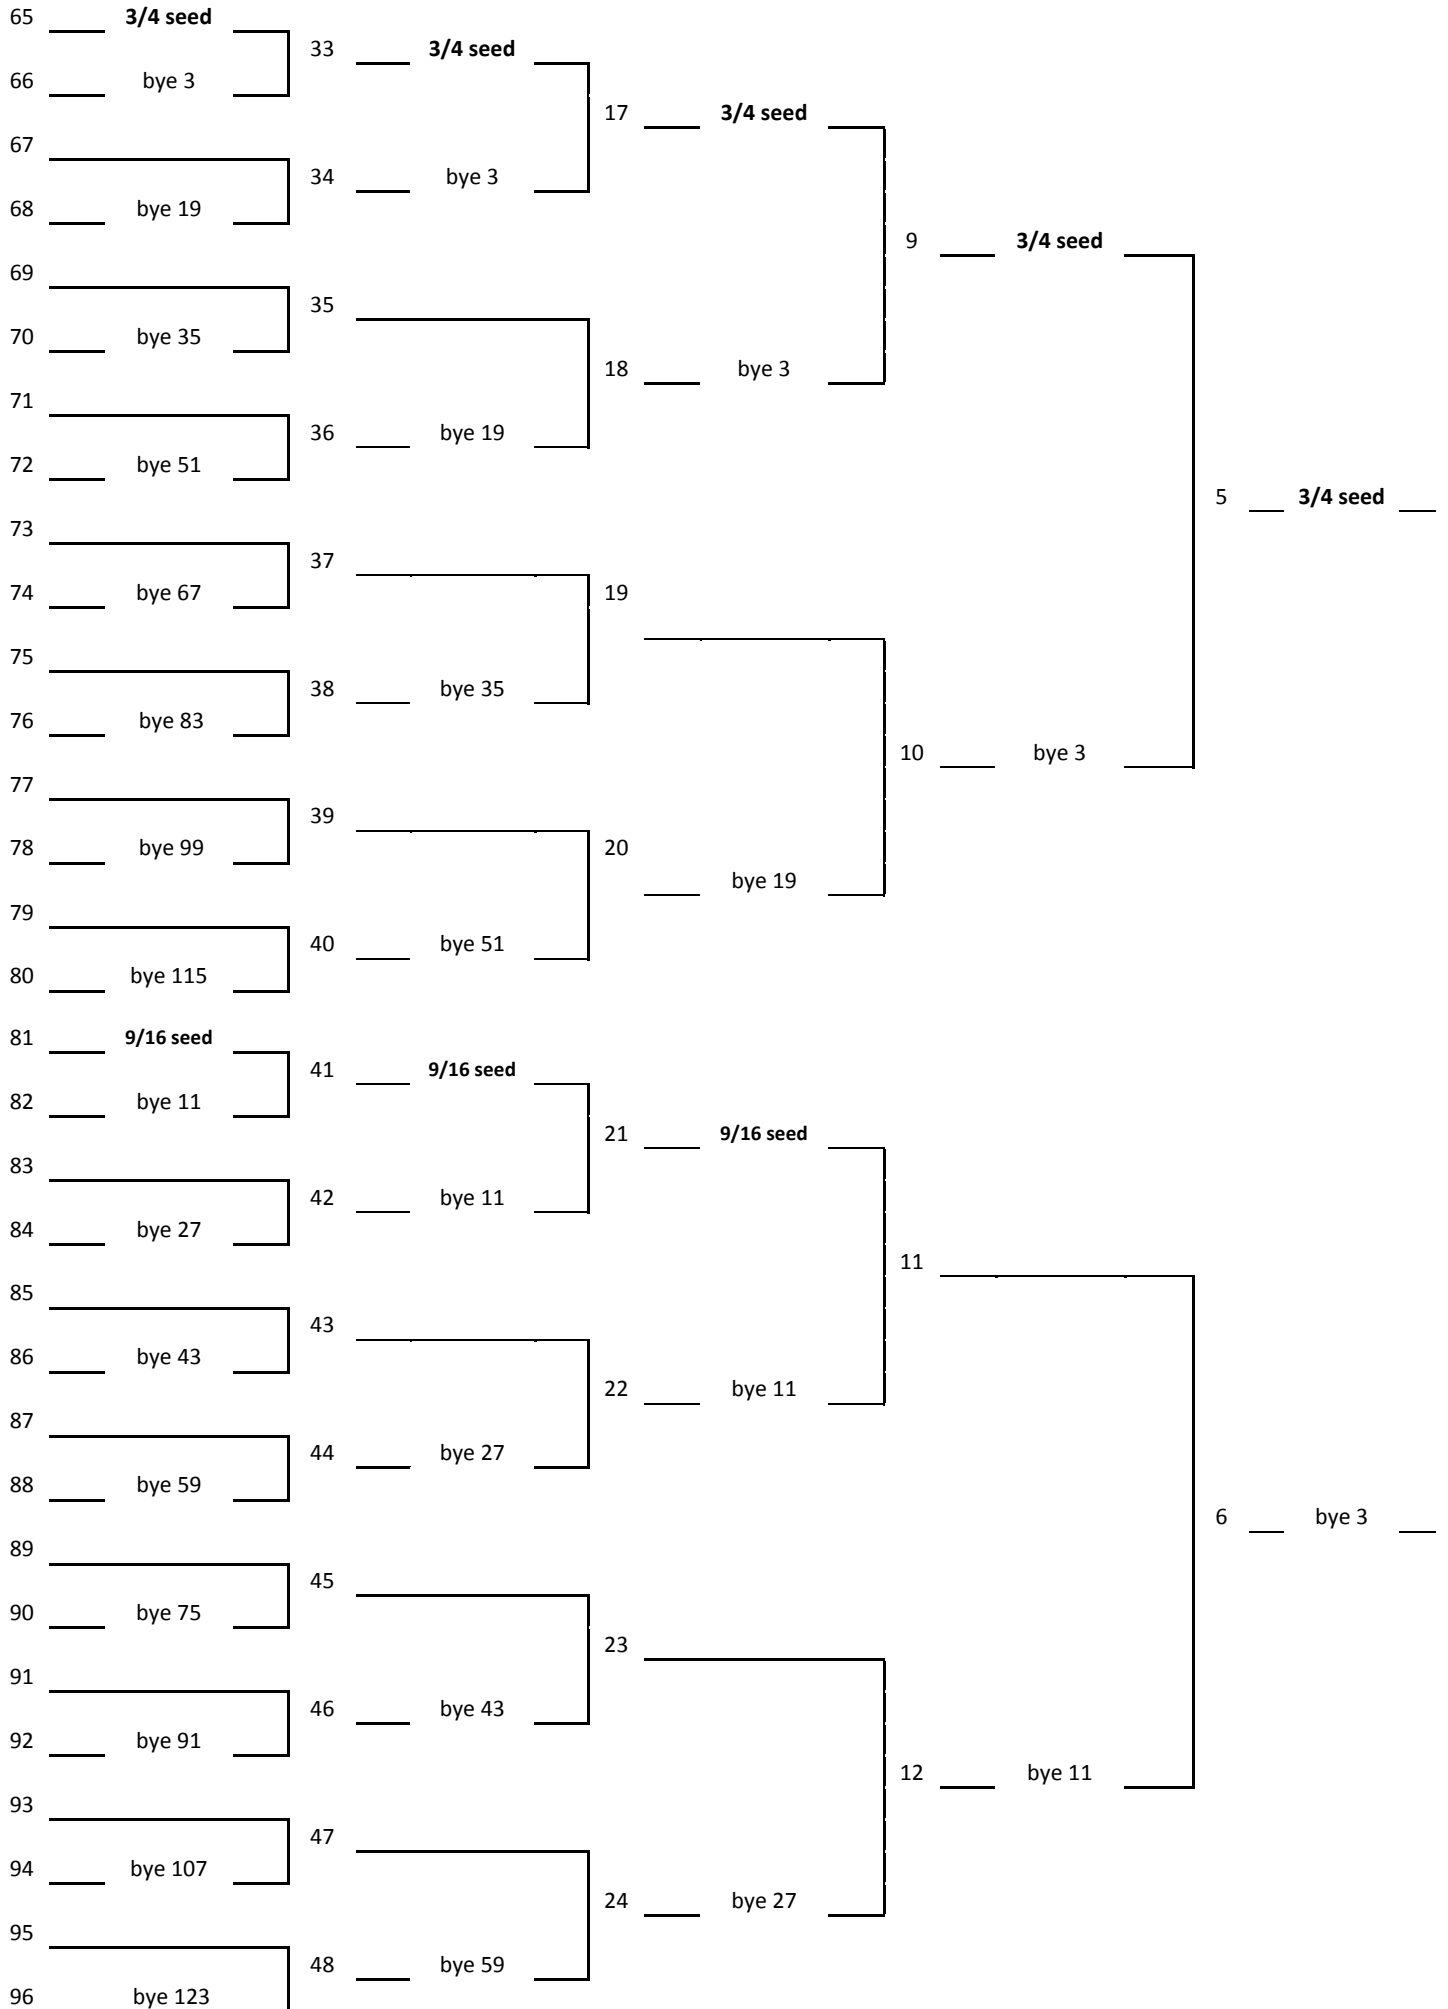 65 3/4 seed
33 3/4 seed
66 bye 3
17 3/4 seed
67
34 bye 3
68 bye 19
9 3/4 seed
69
35
70 bye 35
18 bye 3
71
36 bye 19
72 bye 51
5 3/4 seed
73
37
74 bye 67
19
75
38 bye 35
76 bye 83
10 bye 3
77
39
78 bye 99
20
bye 19
79
40 bye 51
80 bye 115
81 9/16 seed
41 9/16 seed
82 bye 11
21 9/16 seed
83
42 bye 11
84 bye 27
11
85
43
86 bye 43
22 bye 11
87
44 bye 27
88 bye 59
6 bye 3
89
45
90 bye 75
23
91
46 bye 43
92 bye 91
12 bye 11
93
47
94 bye 107
24 bye 27
95
48 bye 59
96 bye 123